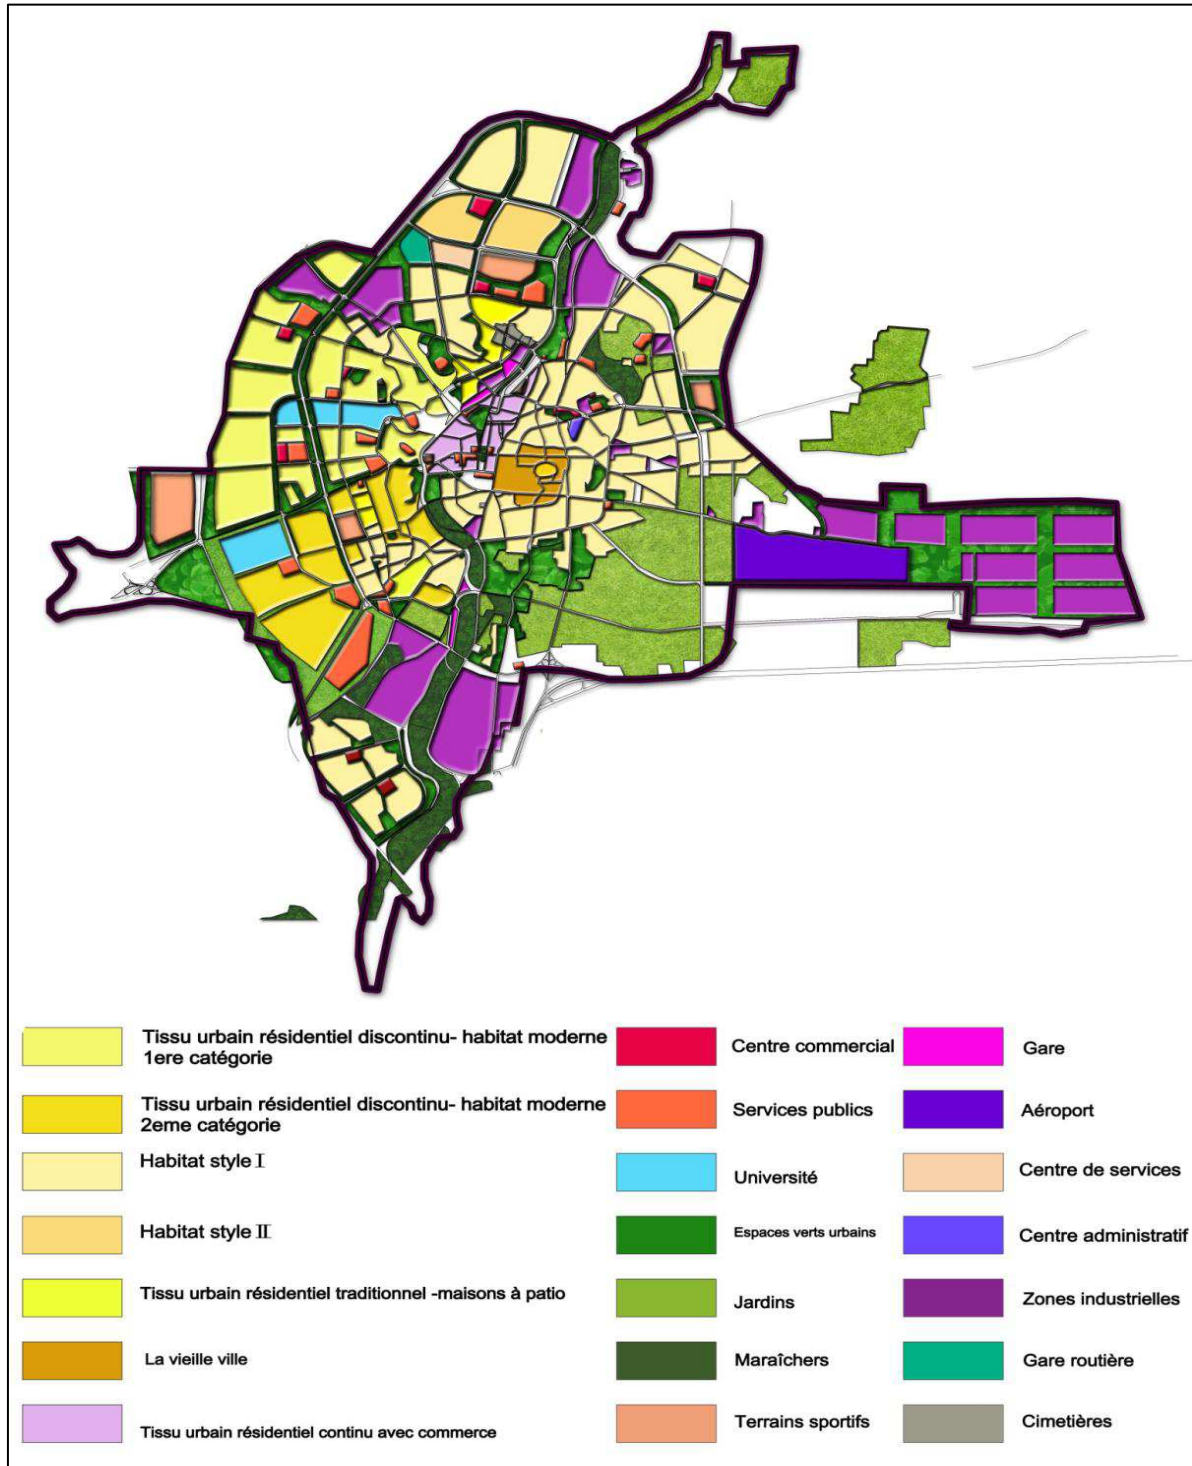 Tissu urbain résidentiel discontinu- habitat moderne
1ere catégorie
Tissu urbain résidentiel discontinu- habitat moderne
2eme catégorie
Habitat style I
Habitat style II
Tissu urbain résidentiel traditionnel -maisons à patio
La vieille ville
Tissu urbain résidentiel continu avec commerce
Centre commercial
Services publics
Université
Espaces verts urbains
Jardins
Maraîchers
Terrains sportifs
Gare
Aéroport
Centre de services
Centre administratif
Zones industrielles
Gare routière
Cimetières